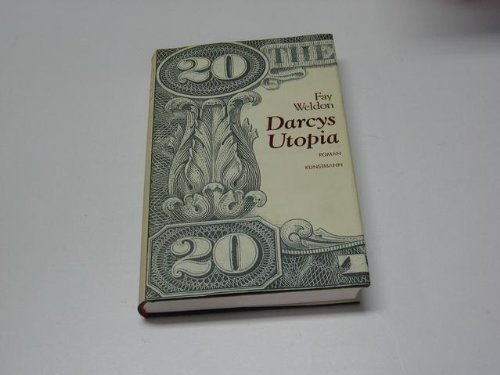 20 THE
Fay
Weldon
Darcys
Utopia
ROMAN
KUNSTMANN
20